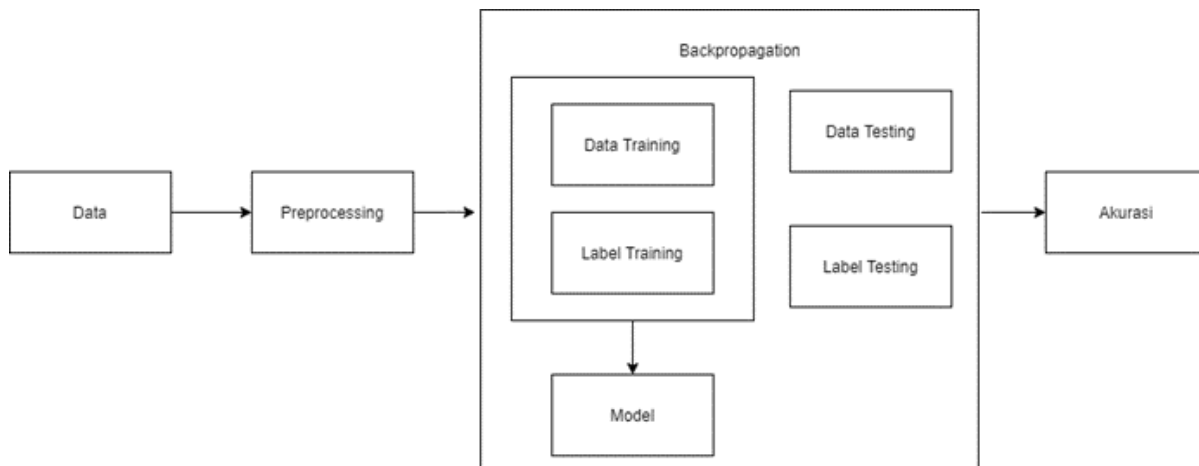 Backpropagation
Data
Preprocessing
Data Training
Label Training
Model
Data Testing
Label Testing
Akurasi